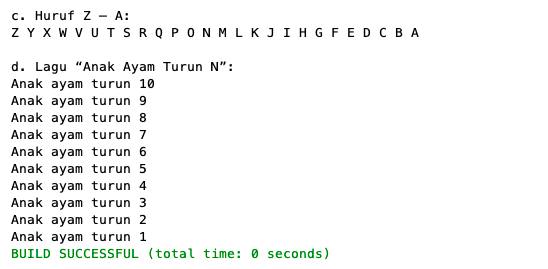 c. Huruf Z – A:
Z Y X W V U T S R Q P O N M L K J I H G F E D C B A
d. Lagu “Anak Ayam Turun N”:
Anak ayam turun 10
Anak ayam turun 9
Anak ayam turun 8
Anak ayam turun 7
Anak ayam turun 6
Anak ayam turun 5
Anak ayam turun 4
Anak ayam turun 3
Anak ayam turun 2
Anak ayam turun 1
BUILD SUCCESSFUL (total time: 0 seconds)